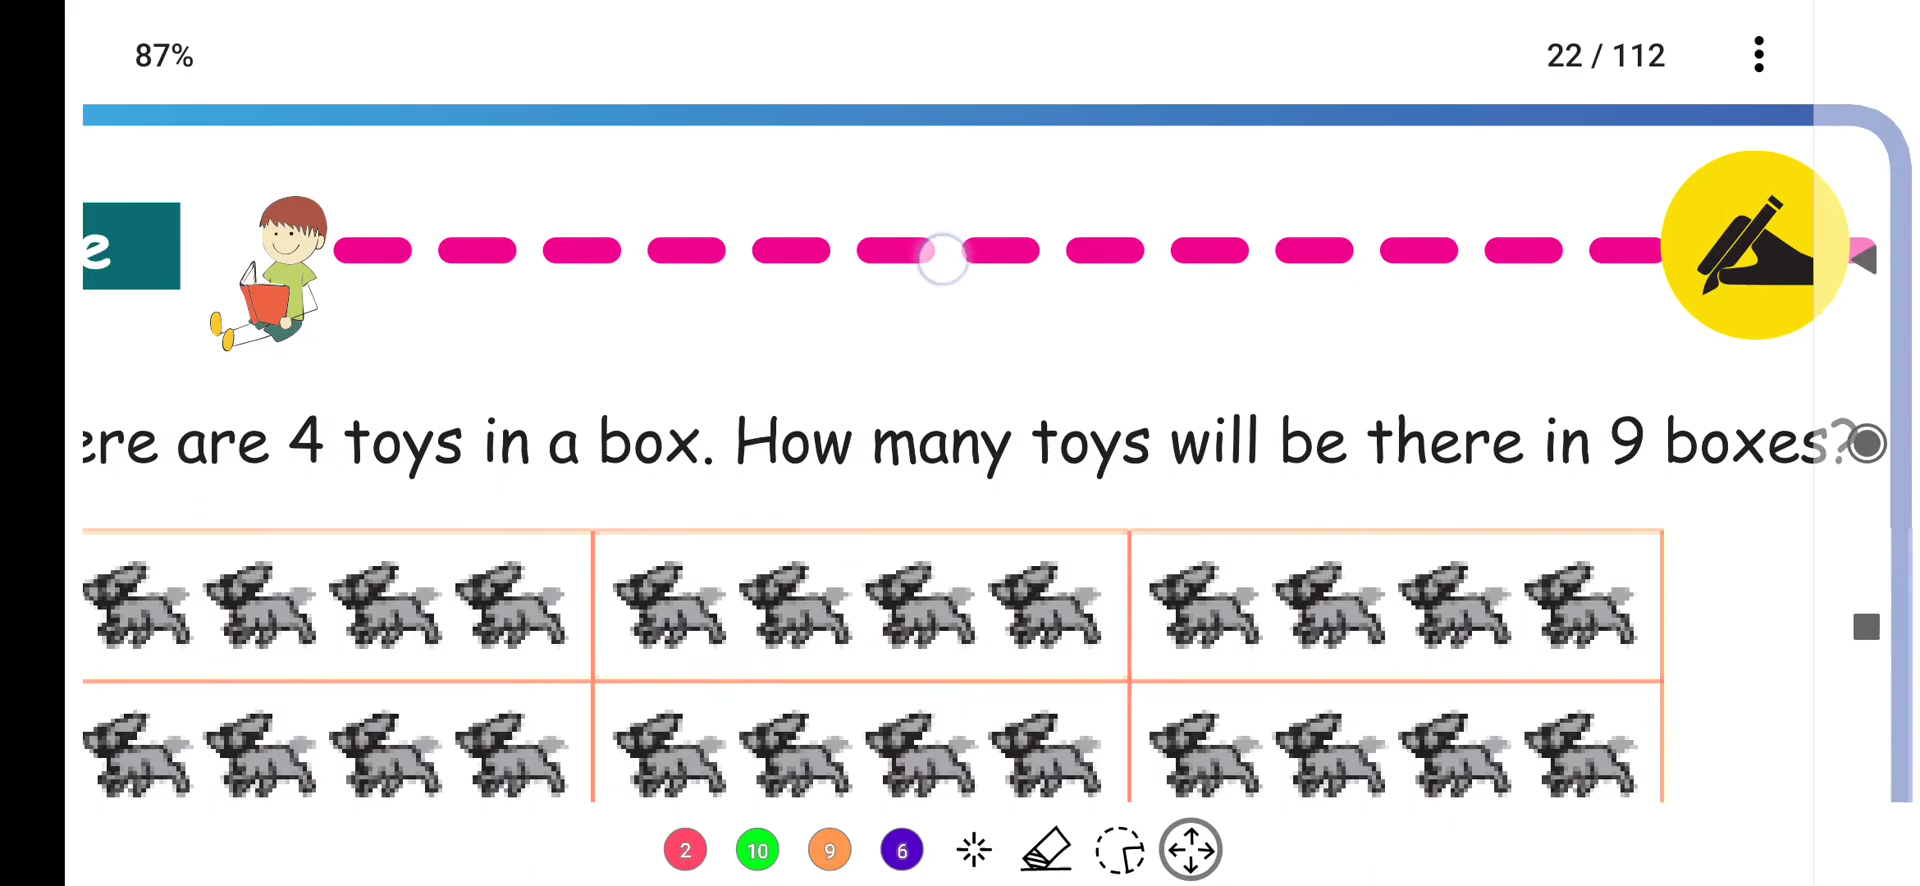 87%
22 / 112
e
ere are 4 toys in a box. How many toys will be there in 9 boxes?
2 10 9 6